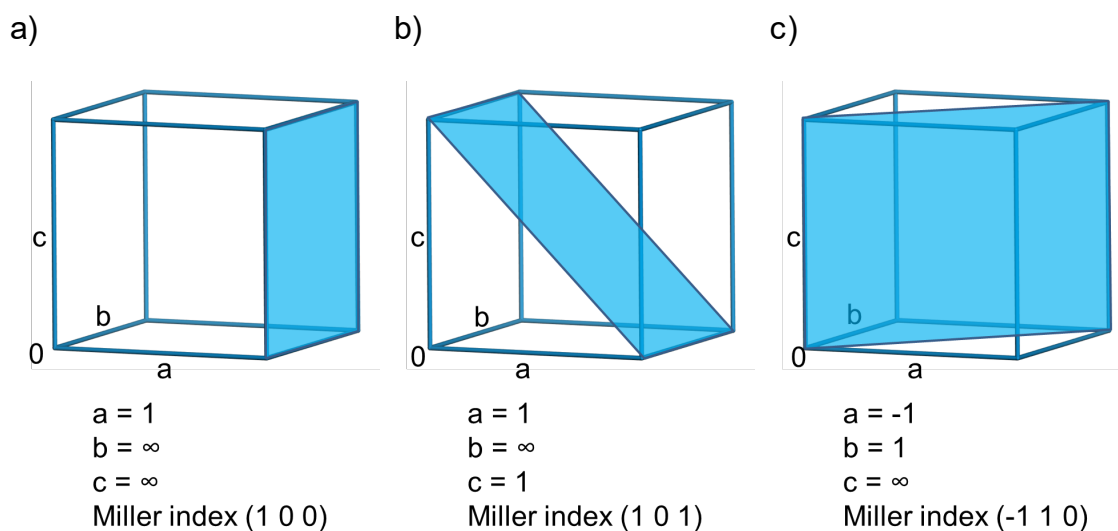 a)
b)
c)
c
b
0
a
c
b
0
a
c
b
0
a
a = 1
b = ∞
c = ∞
Miller index (1 0 0)
a = 1
b = ∞
c = 1
Miller index (1 0 1)
a = -1
b = 1
c = ∞
Miller index (-1 1 0)